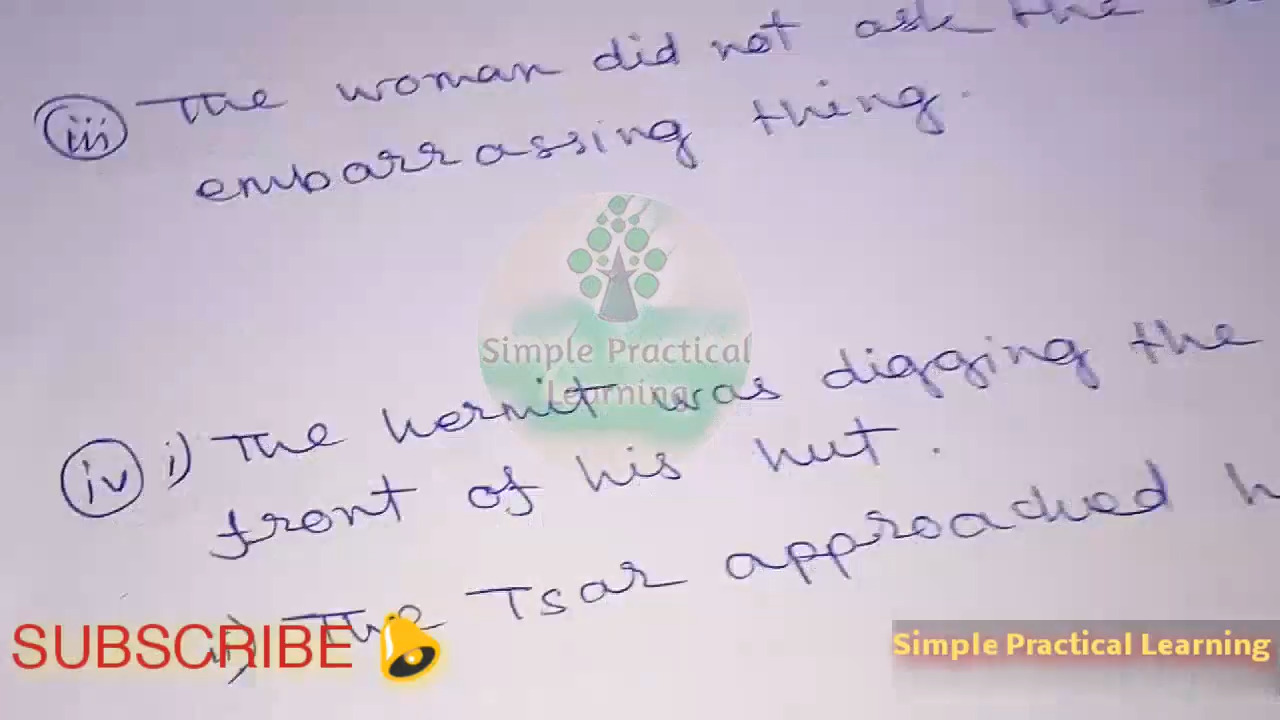 (iii) The woman did not ask the
embarrassing thing.
Simple Practical
Learning
(iv) i) The hermit was digging the
front of his hut.
ii) The Tsar approached h
SUBSCRIBE
Simple Practical Learning